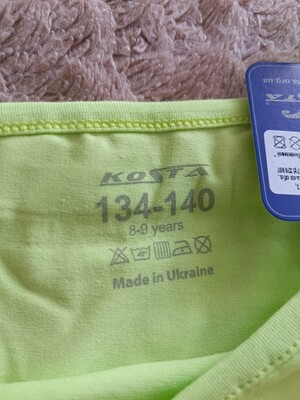 KOSTA
134-140
8-9 years
Made in Ukraine